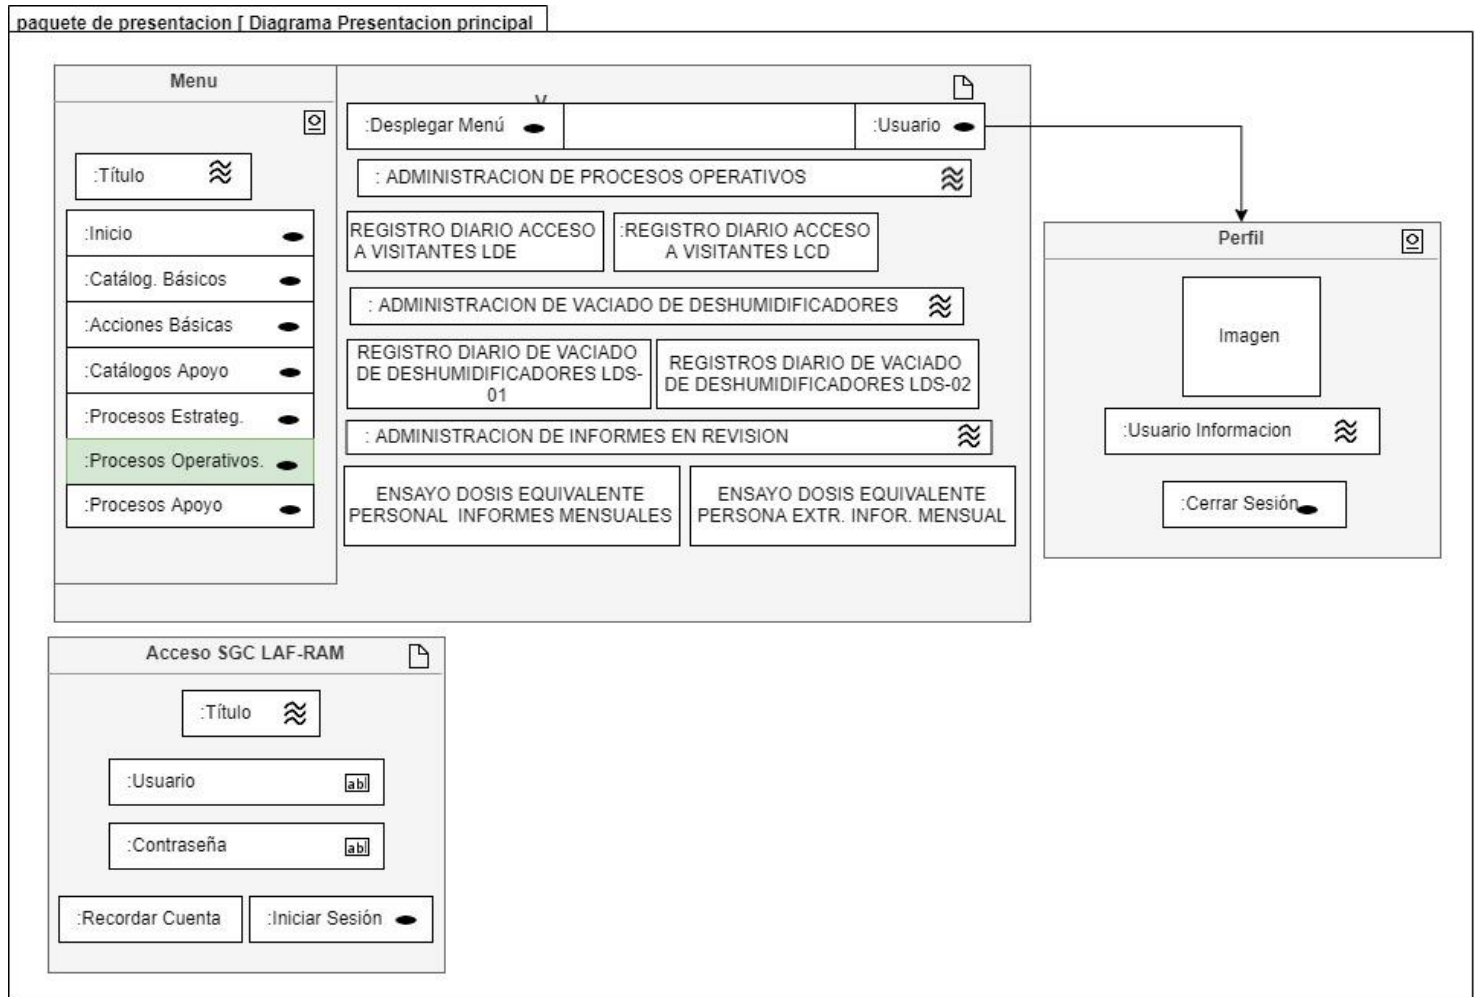 paquete de presentacion [ Diagrama Presentacion principal
Menu
:Título
:Inicio
:Catálog. Básicos
:Acciones Básicas
:Catálogos Apoyo
:Procesos Estrateg.
:Procesos Operativos.
:Procesos Apoyo
:Desplegar Menú
:Usuario
: ADMINISTRACION DE PROCESOS OPERATIVOS
REGISTRO DIARIO ACCESO
A VISITANTES LDE
:REGISTRO DIARIO ACCESO
A VISITANTES LCD
: ADMINISTRACION DE VACIADO DE DESHUMIDIFICADORES
REGISTRO DIARIO DE VACIADO
DE DESHUMIDIFICADORES LDS-
01
REGISTROS DIARIO DE VACIADO
DE DESHUMIDIFICADORES LDS-02
: ADMINISTRACION DE INFORMES EN REVISION
ENSAYO DOSIS EQUIVALENTE
PERSONAL INFORMES MENSUALES
ENSAYO DOSIS EQUIVALENTE
PERSONA EXTR. INFOR. MENSUAL
Perfil
Imagen
:Usuario Informacion
:Cerrar Sesión
Acceso SGC LAF-RAM
:Título
:Usuario
ab
:Contraseña
ab
:Recordar Cuenta
:Iniciar Sesión